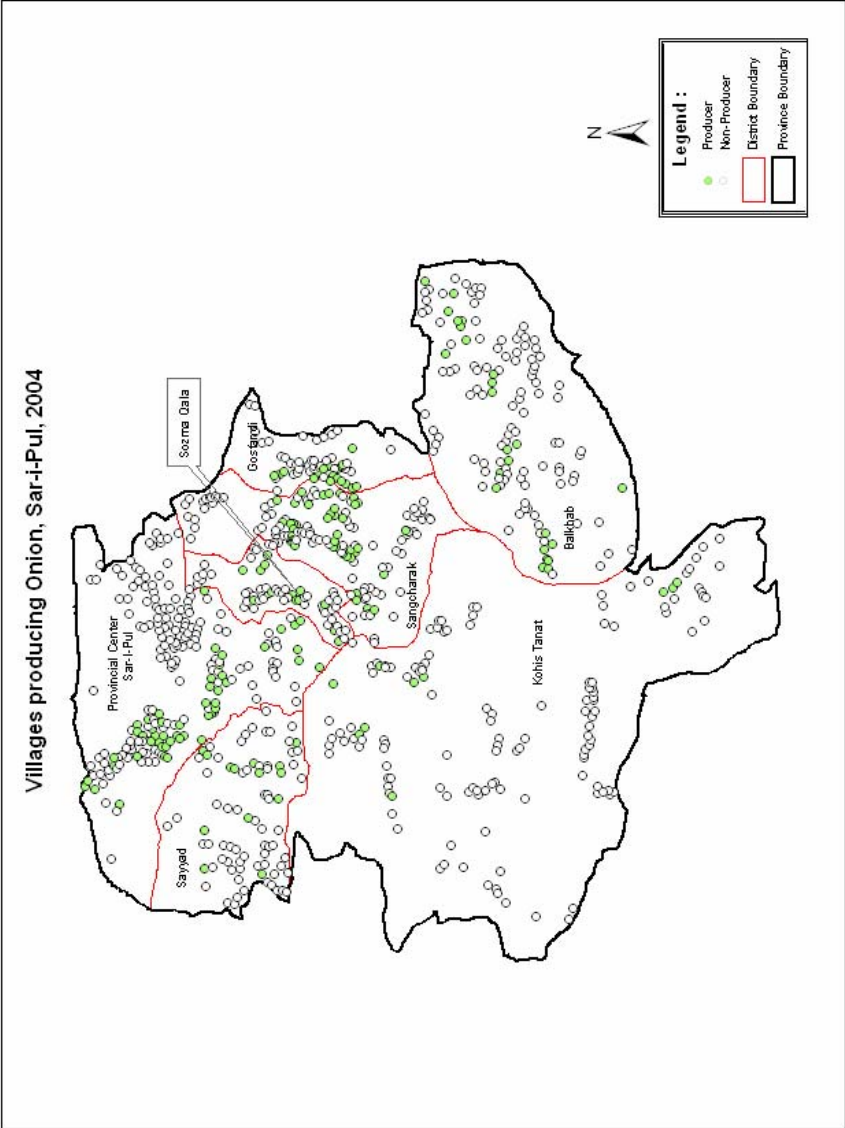 Villages producing Onion, Sar-i-Pul, 2004
N
Legend :
Producer
Non-Producer
District Boundary
Province Boundary
Provincial Center
Sar-I-Pul
Sozma Qala
Gosfandi
Sayyad
Sangcharak
Balkhab
Kohis Tanat